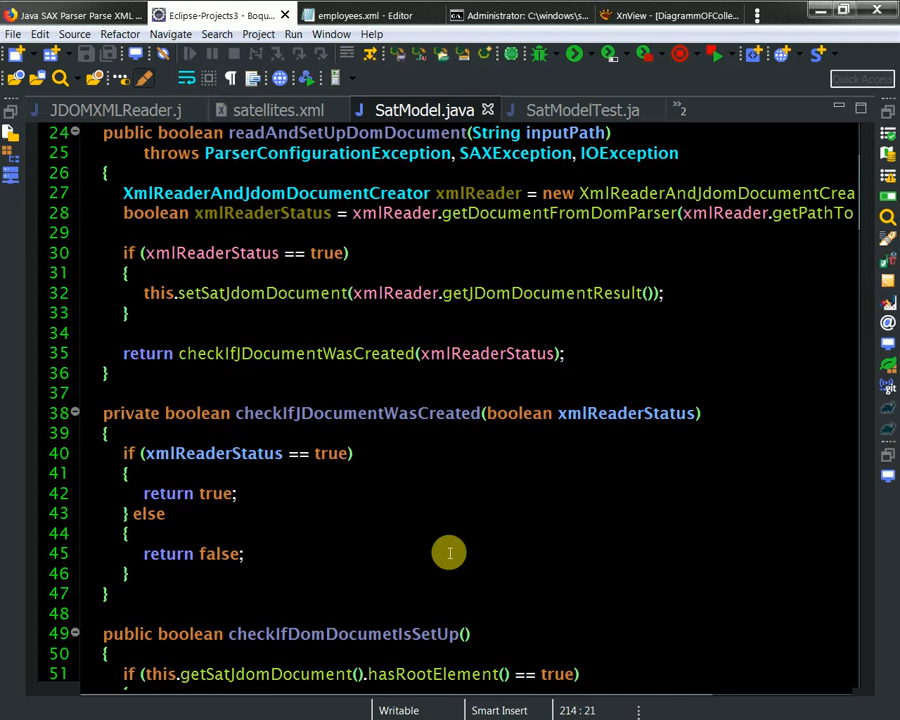 Java SAX Parser Parse XML ...
Eclipse-Projects3 - Boqu...
employees.xml - Editor
Administrator: C:\windows\s...
XnView - [DiagrammOFColle...
File Edit Source Refactor Navigate Search Project Run Window Help
Quick Access
JDOMXMLReader.j
satellites.xml
SatModel.java
SatModelTest.ja
»2
24 public boolean readAndSetUpDomDocument(String inputPath)
25 throws ParserConfigurationException, SAXException, IOException
26 {
27 XmlReaderAndJdomDocumentCreator xmlReader = new XmlReaderAndJdomDocumentCrea
28 boolean xmlReaderStatus = xmlReader.getDocumentFromDomParser(xmlReader.getPathTo
29
30 if (xmlReaderStatus == true)
31 {
32 this.setSatJdomDocument(xmlReader.getJDomDocumentResult());
33 }
34
35 return checkIfJDocumentWasCreated(xmlReaderStatus);
36 }
37
38 private boolean checkIfJDocumentWasCreated(boolean xmlReaderStatus)
39 {
40 if (xmlReaderStatus == true)
41 {
42 return true;
43 } else
44 {
45 return false;
46 }
47 }
48
49 public boolean checkIfDomDocumetIsSetUp()
50 {
51 if (this.getSatJdomDocument().hasRootElement() == true)
Writable Smart Insert 214 : 21